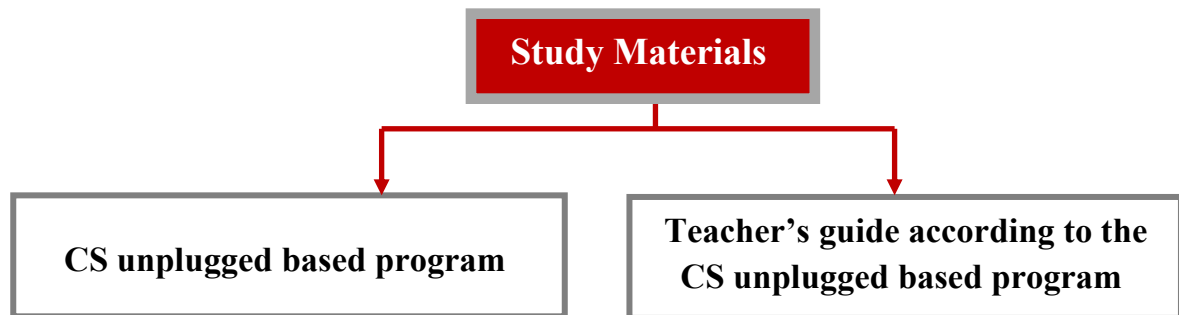 Study Materials
CS unplugged based program
Teacher’s guide according to the
CS unplugged based program